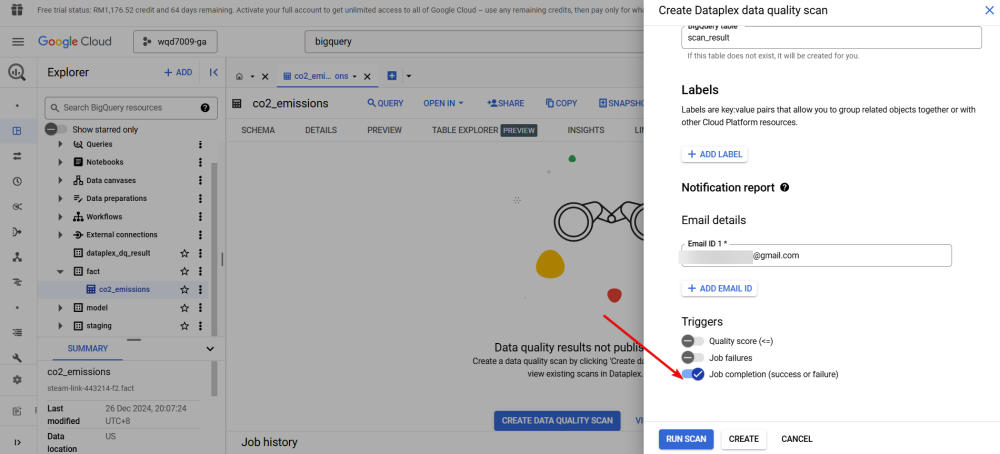 Free trial status: RM1,176.52 credit and 64 days remaining. Activate your full account to get unlimited access to all of Google Cloud – use any remaining credits, then pay only for
Create Dataplex data quality scan
Google Cloud
wqd7009-ga
bigquery
BigQuery table
scan_result
If this table does not exist, it will be created for you.
Explorer
+ ADD
co2_emi... ons
Search BigQuery resources
Show starred only
co2_emissions
QUERY
OPEN IN
SHARE
COPY
SNAPSHO
SCHEMA
DETAILS
PREVIEW
TABLE EXPLORER
PREVIEW
INSIGHTS
LIN
Queries
Notebooks
Data canvases
Data preparations
Workflows
External connections
dataplex_dq_result
fact
co2_emissions
model
staging
Labels
Labels are key:value pairs that allow you to group related objects together or with
other Cloud Platform resources.
+ ADD LABEL
Notification report
Email details
Email ID 1 *
@gmail.com
+ ADD EMAIL ID
Triggers
Quality score (<=)
Job failures
Job completion (success or failure)
Data quality results not publis
Create a data quality scan by clicking 'Create da
view existing scans in Dataplex.
CREATE DATA QUALITY SCAN
VI
SUMMARY
co2_emissions
steam-link-443214-f2.fact
Last
modified
26 Dec 2024, 20:07:24
UTC+8
Data
location
US
Job history
RUN SCAN
CREATE
CANCEL